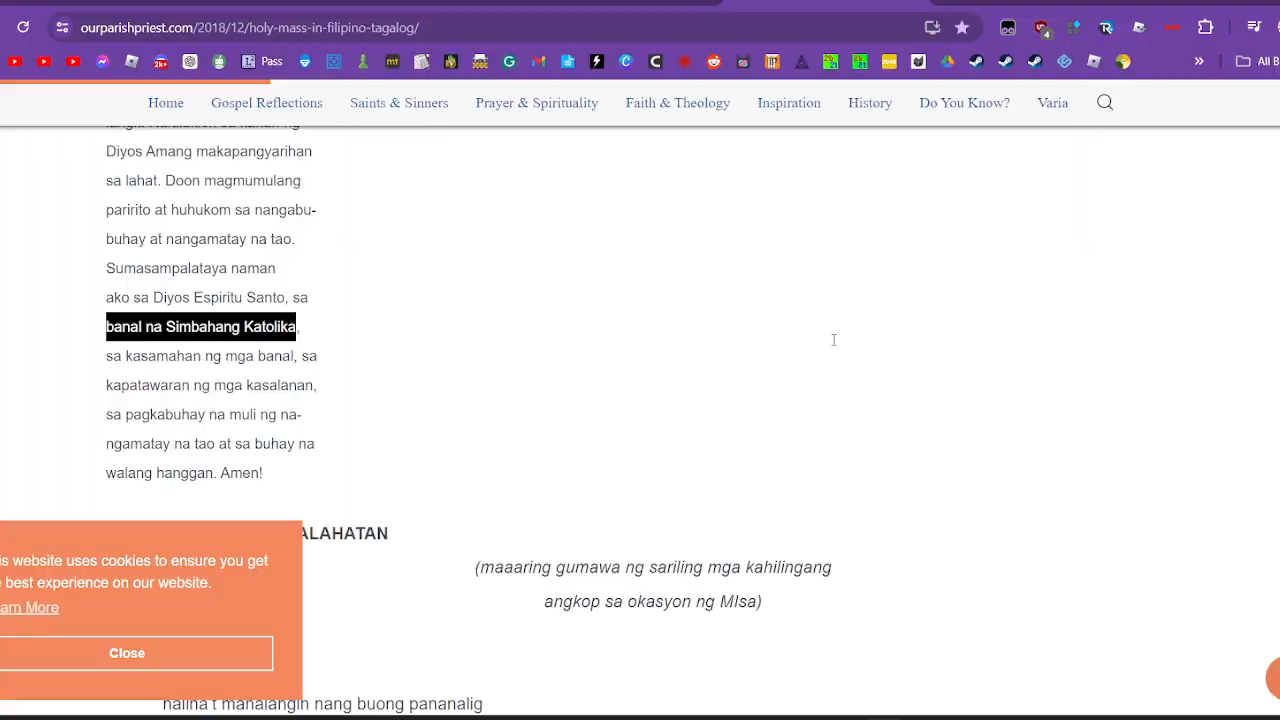 ourparishpriest.com/2018/12/holy-mass-in-filipino-tagalog/
Pass
All B
Home Gospel Reflections Saints & Sinners Prayer & Spirituality Faith & Theology Inspiration History Do You Know? Varia
Diyos Amang makapangyarihan
sa lahat. Doon magmumulang
paririto at huhukom sa nangabu-
buhay at nangamatay na tao.
Sumasampalataya naman
ako sa Diyos Espiritu Santo, sa
banal na Simbahang Katolika,
sa kasamahan ng mga banal, sa
kapatawaran ng mga kasalanan,
sa pagkabuhay na muli ng na-
ngamatay na tao at sa buhay na
walang hanggan. Amen!
ALAHATAN
(maaaring gumawa ng sariling mga kahilingang
angkop sa okasyon ng MIsa)
is website uses cookies to ensure you get
e best experience on our website.
arn More
Close
nang buong pananalig